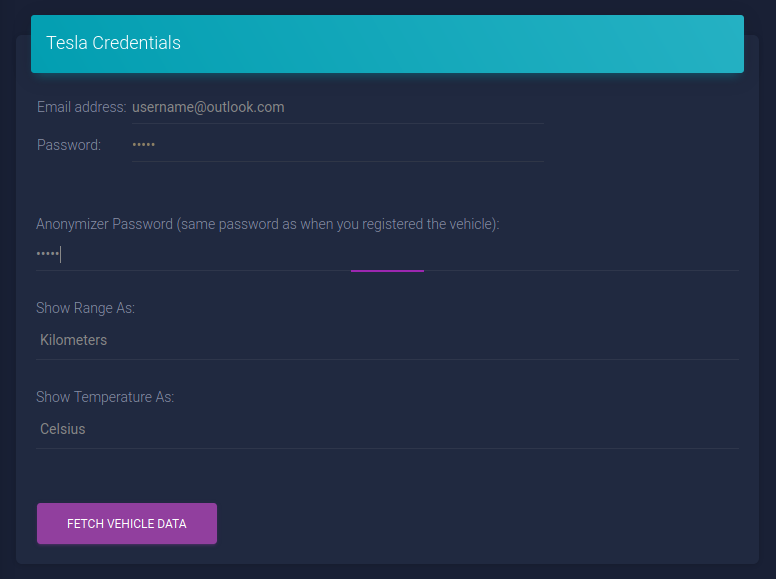 Tesla Credentials
Email address: username@outlook.com
Password: •••••
Anonymizer Password (same password as when you registered the vehicle):
•••••
Show Range As:
Kilometers
Show Temperature As:
Celsius
FETCH VEHICLE DATA